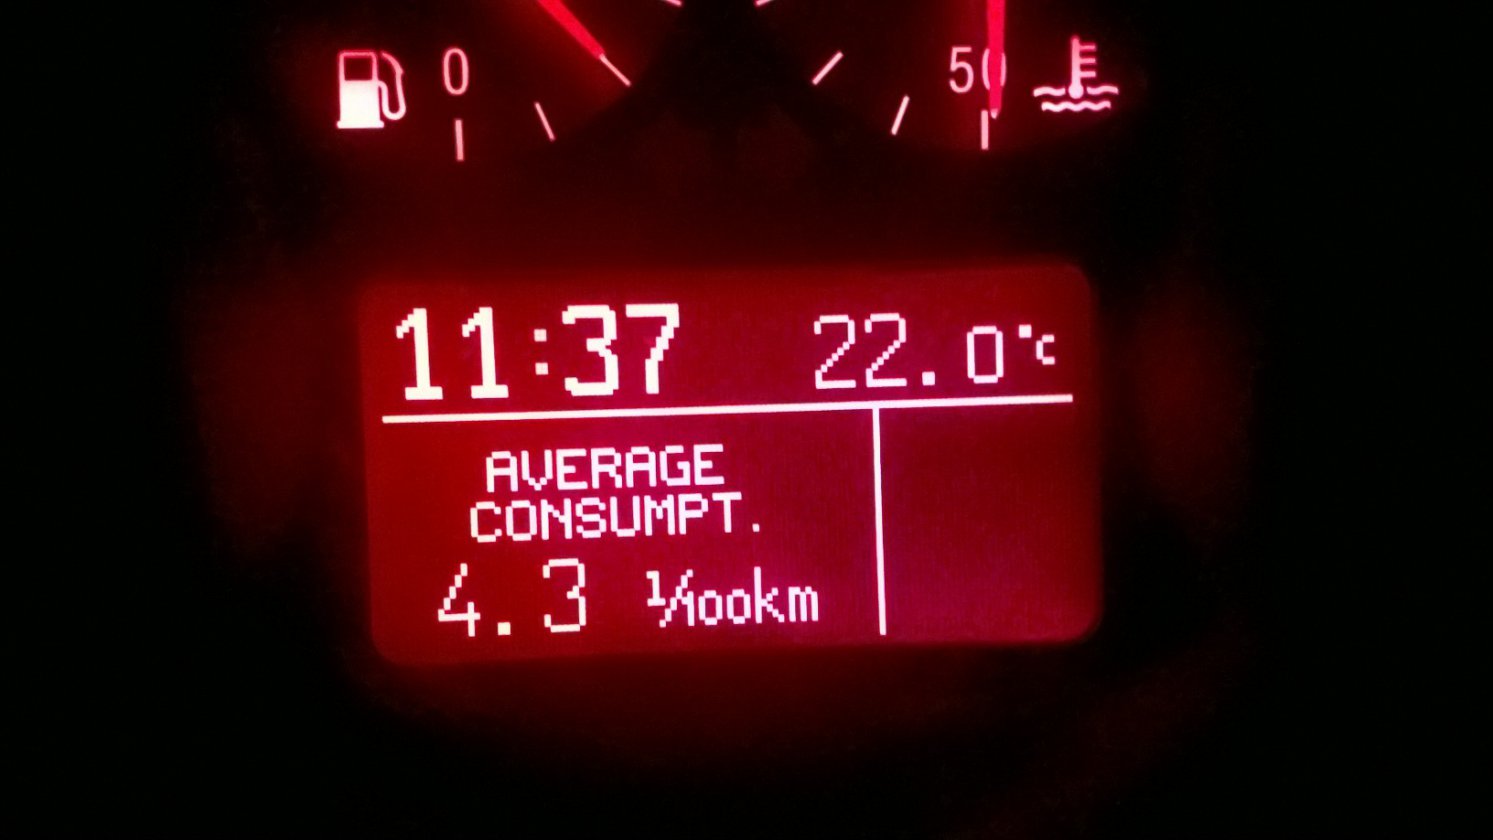 0 50
11:37 22.0°C
AVERAGE
CONSUMPT.
4.3 l/100km